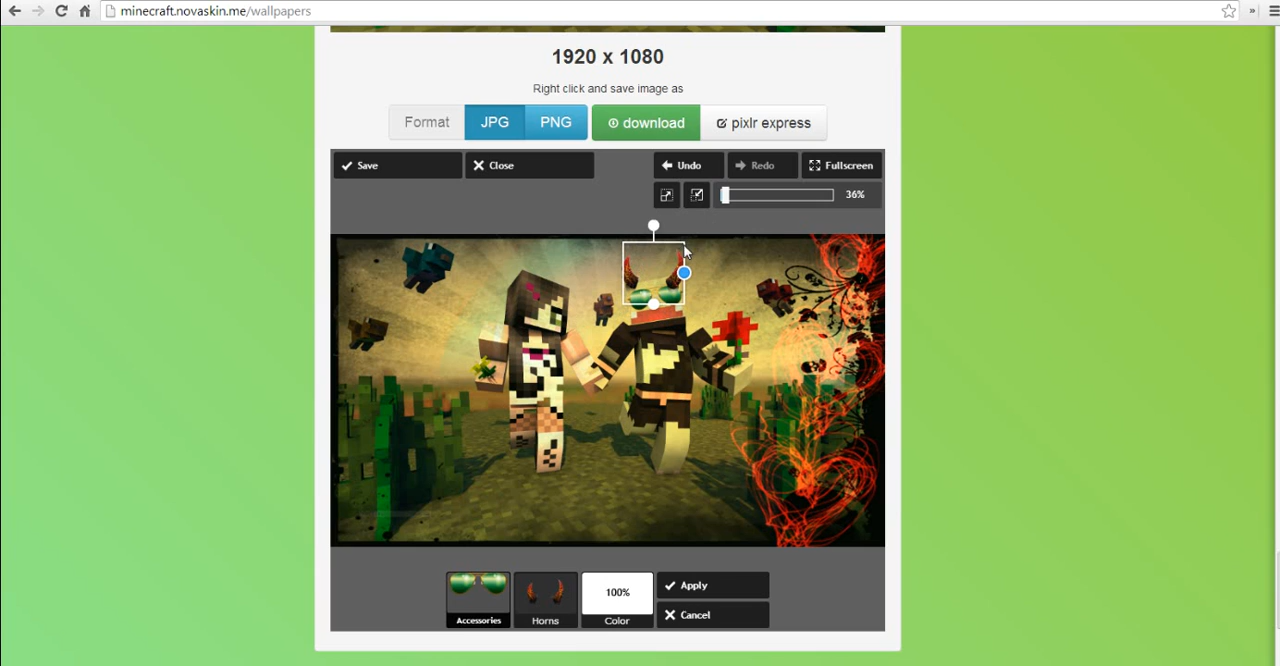 minecraft.novaskin.me/wallpapers
»
1920 x 1080
Right click and save image as
Format JPG PNG download pixlr express
Save Close Undo Redo Fullscreen
36%
100% Apply
Accessories Horns Color Cancel